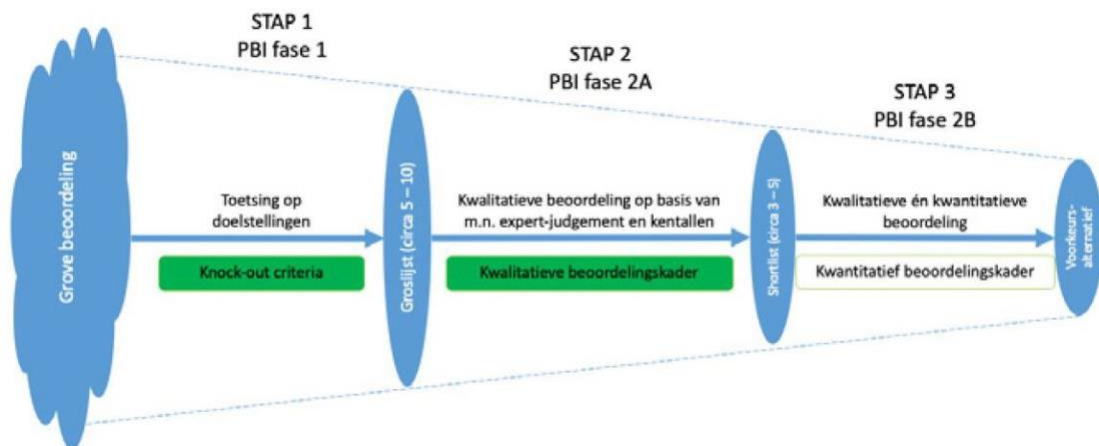 STAP 1
PBI fase 1
STAP 2
PBI fase 2A
STAP 3
PBI fase 2B
Grove beoordeling
Toetsing op
doelstellingen
Knock-out criteria
Groslijst (circa 5 – 10)
Kwalitatieve beoordeling op basis van
m.n. expert-judgement en kentallen
Kwalitatieve beoordelingskader
Shortlist (circa 3 – 5)
Kwalitatieve én kwantitatieve
beoordeling
Kwantitatief beoordelingskader
Voorkeurs-
alternatief